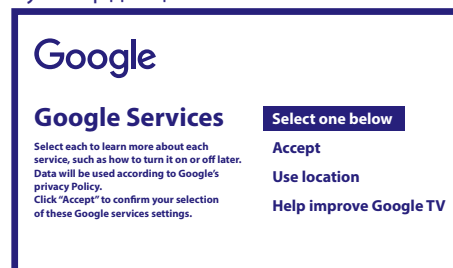 Google
Google Services
Select each to learn more about each
service, such as how to turn it on or off later.
Data will be used according to Google's
privacy Policy.
Click "Accept" to confirm your selection
of these Google services settings.
Select one below
Accept
Use location
Help improve Google TV